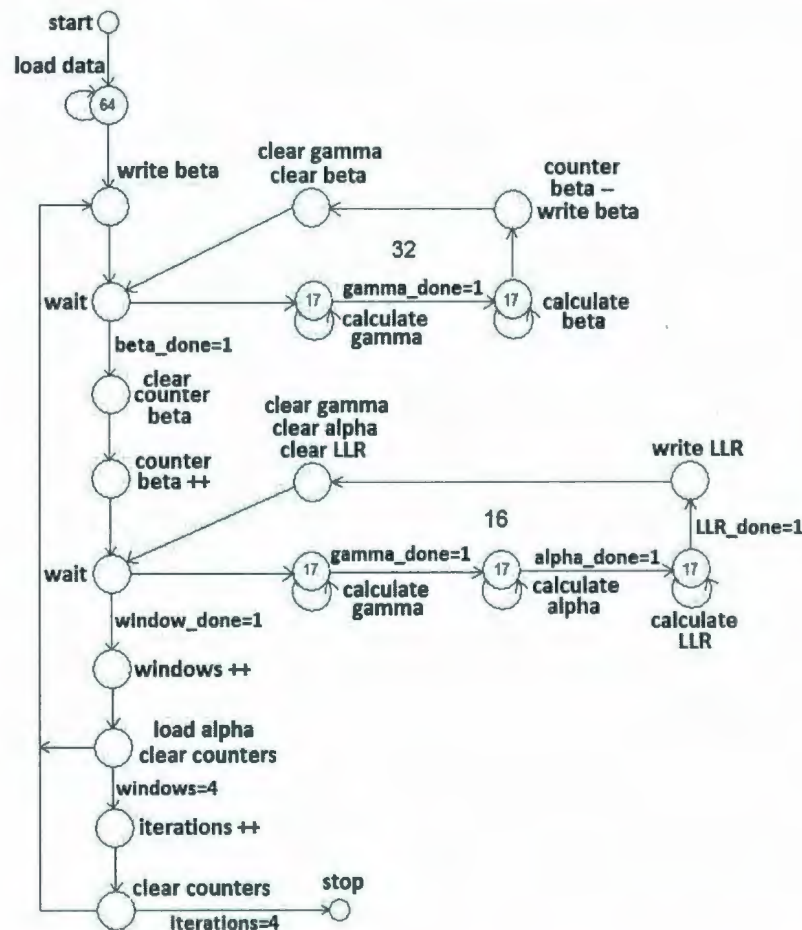 start
load data
64
write beta
clear gamma
clear beta
counter
beta --
write beta
32
wait
17
gamma_done=1
17
calculate
gamma
calculate
beta
beta_done=1
clear
counter
beta
clear gamma
clear alpha
clear LLR
write LLR
counter
beta ++
16
LLR_done=1
wait
17
gamma_done=1
17
alpha_done=1
17
calculate
gamma
calculate
alpha
calculate
LLR
window_done=1
windows ++
load alpha
clear counters
windows=4
iterations ++
clear counters
stop
iterations=4